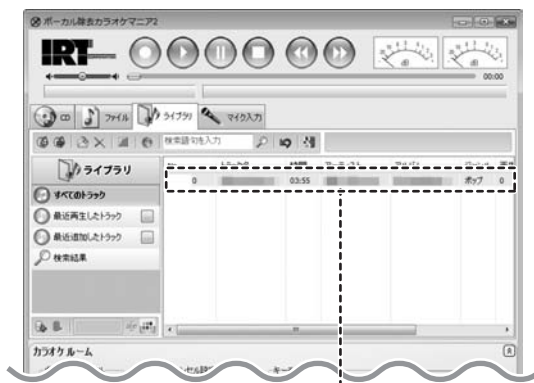 ボーカル除去カラオケマニア2
IRT
dB
dB
00:00
CD
ファイル
ライブラリ
マイク入力
検索語句を入力
ライブラリ
すべてのトラック
最近再生したトラック
最近追加したトラック
検索結果
0 03:55 ポップ 0
カラオケ ルーム